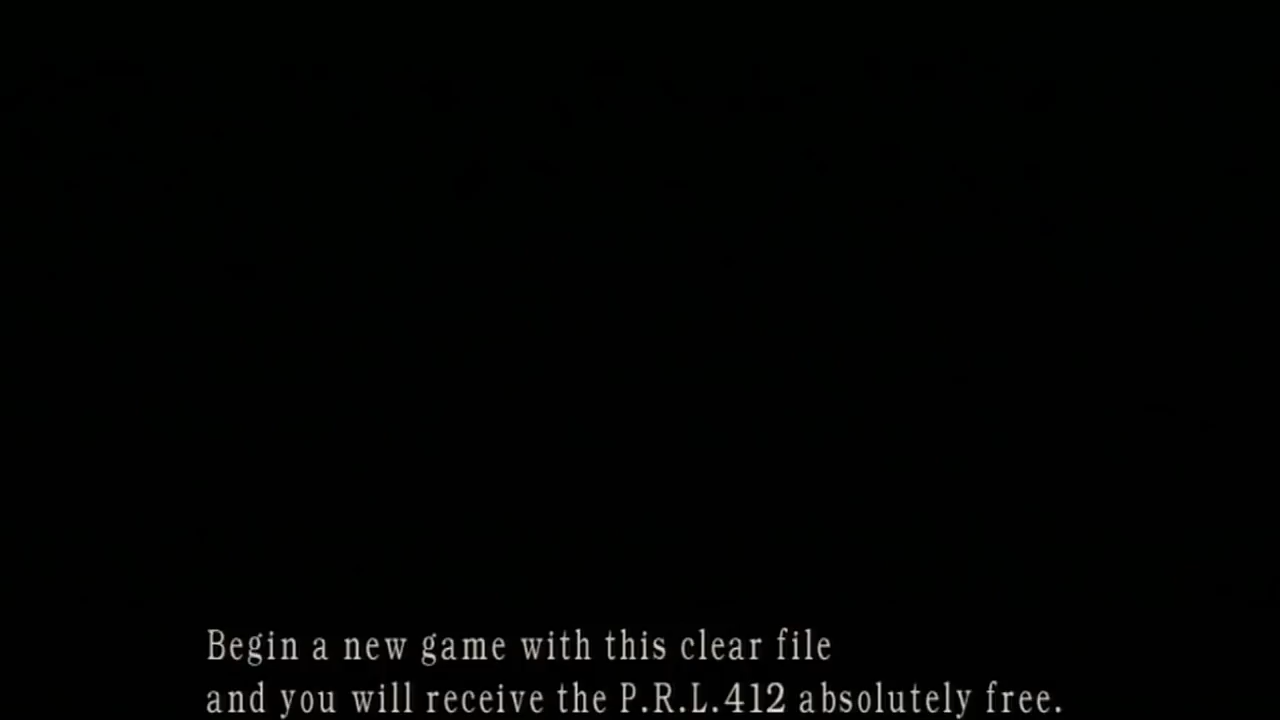 Begin a new game with this clear file
and you will receive the P.R.L.412 absolutely free.